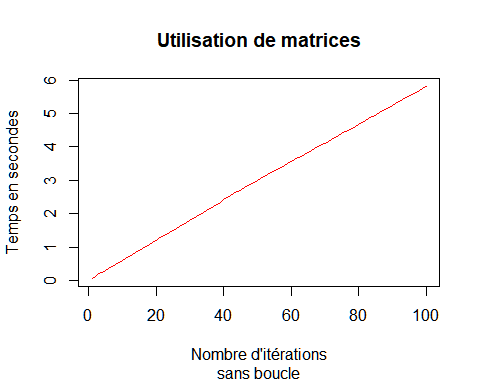 Utilisation de matrices
Temps en secondes
6
5
4
3
2
1
0
0 20 40 60 80 100
Nombre d'itérations
sans boucle